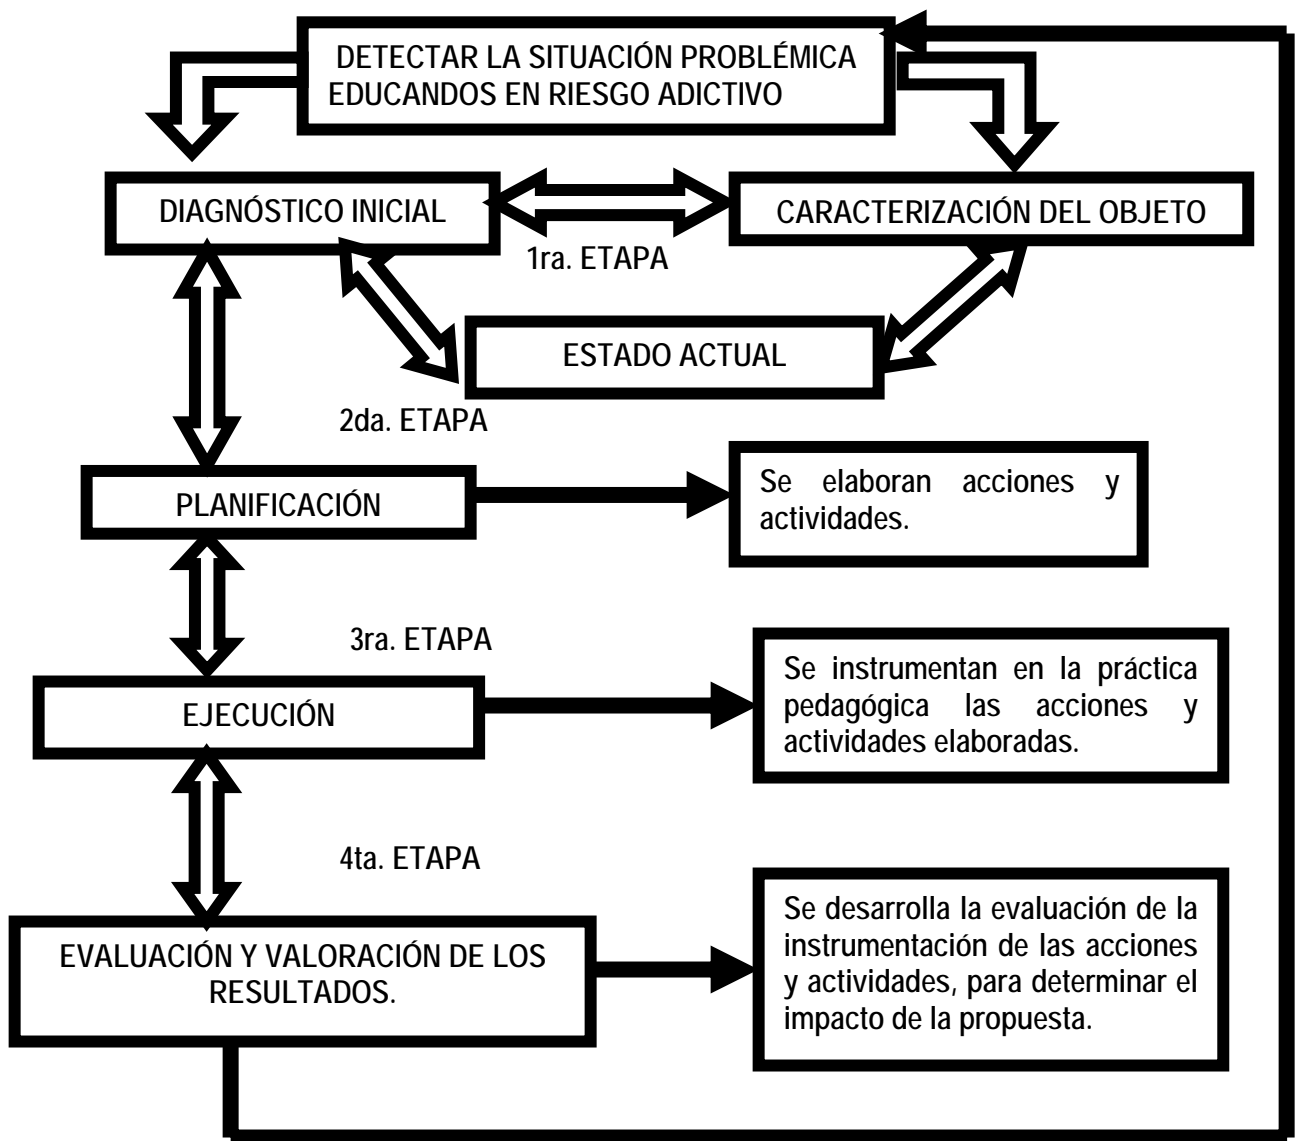 DETECTAR LA SITUACIÓN PROBLÉMICA
EDUCANDOS EN RIESGO ADICTIVO
DIAGNÓSTICO INICIAL
CARACTERIZACIÓN DEL OBJETO
1ra. ETAPA
ESTADO ACTUAL
2da. ETAPA
PLANIFICACIÓN
Se elaboran acciones y
actividades.
3ra. ETAPA
EJECUCIÓN
Se instrumentan en la práctica
pedagógica las acciones y
actividades elaboradas.
4ta. ETAPA
EVALUACIÓN Y VALORACIÓN DE LOS
RESULTADOS.
Se desarrolla la evaluación de la
instrumentación de las acciones
y actividades, para determinar el
impacto de la propuesta.